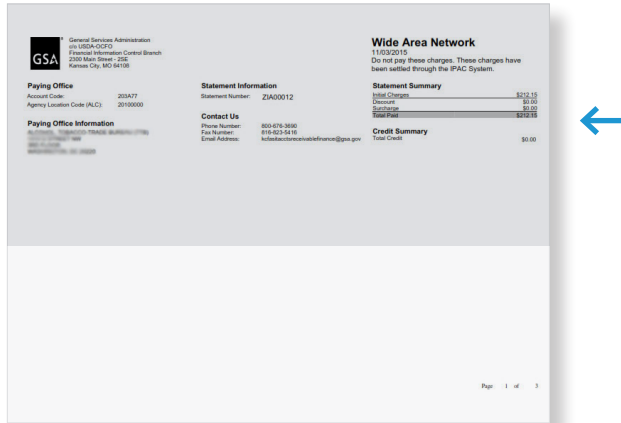 GSA
General Services Administration
c/o USDA-OCFO
Financial Information Control Branch
2300 Main Street - 2SE
Kansas City, MO 64108
Wide Area Network
11/03/2015
Do not pay these charges. These charges have
been settled through the IPAC System.
Paying Office
Account Code: 203A77
Agency Location Code (ALC): 20100000
Paying Office Information
Statement Information
Statement Number: ZIA00012
Contact Us
Phone Number: 800-676-3690
Fax Number: 816-823-5416
Email Address:
Statement Summary
Initial Charges $212.15
Discount $0.00
Surcharge $0.00
Total Paid $212.15
Credit Summary
Total Credit $0.00
Page 1 of 3